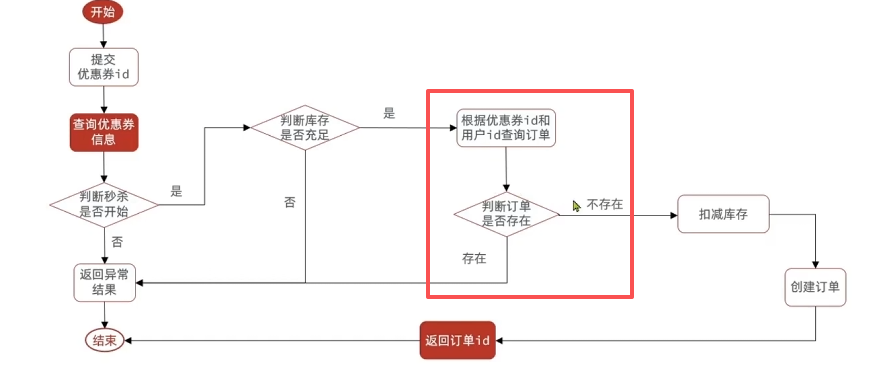 开始
提交
优惠券id
查询优惠券
信息
判断秒杀
是否开始
是
否
返回异常
结果
结束
判断库存
是否充足
是
否
根据优惠券id和
用户id查询订单
判断订单
是否存在
不存在
存在
扣减库存
创建订单
返回订单id